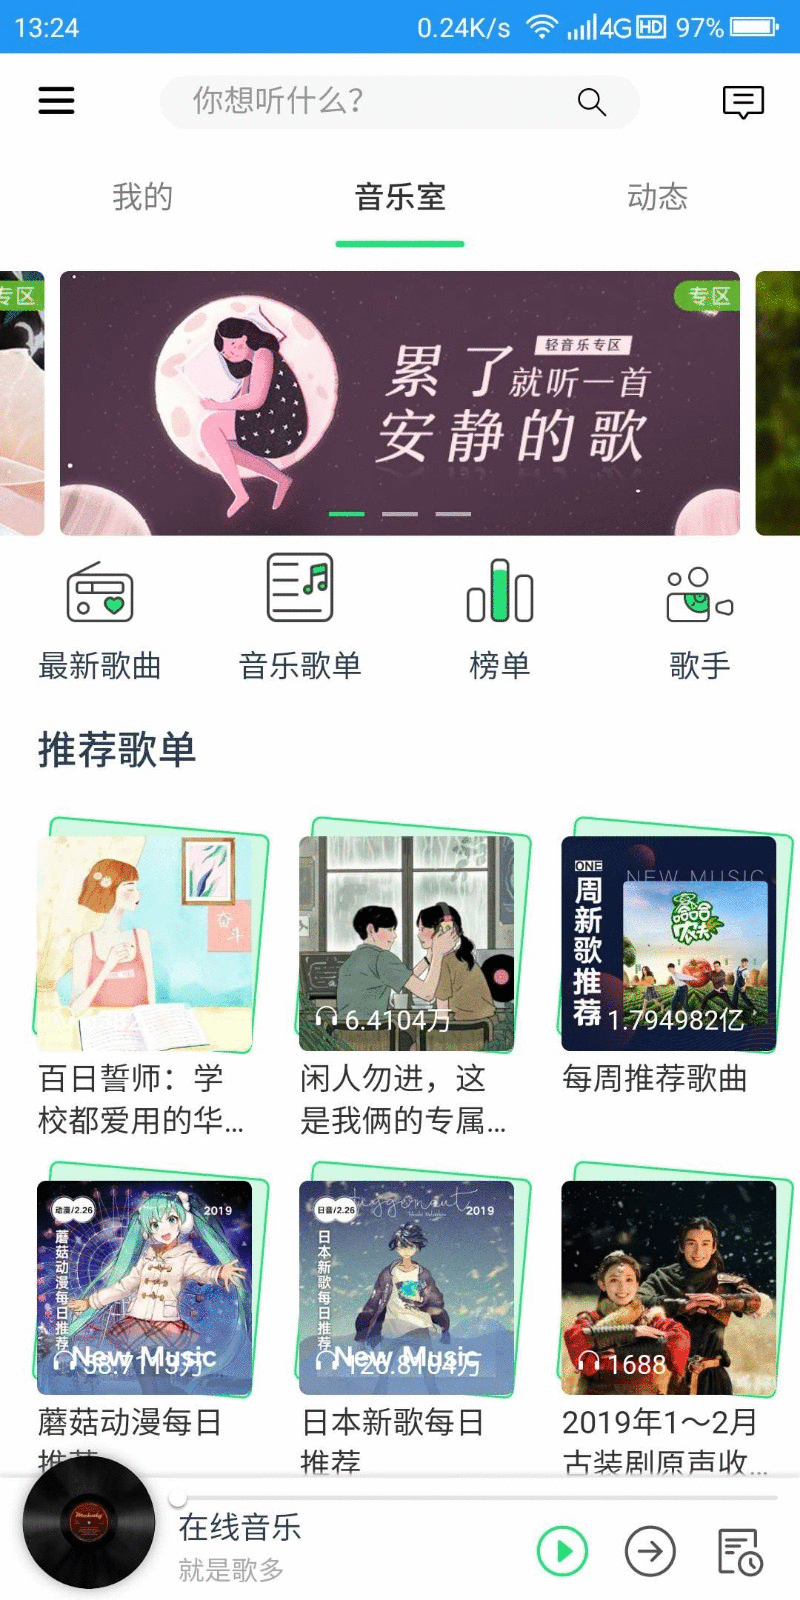 13:24
0.24K/s 4G HD 97%
你想听什么?
我的
音乐室
动态
专区
专区
轻音乐专区
累了就听一首
安静的歌
最新歌曲
音乐歌单
榜单
歌手
推荐歌单
奋斗
6.4104万
ONE
周新歌推荐
NEW MUSIC
哈哈农夫
1.794982亿
百日誓师：学
校都爱用的华...
闲人勿进，这
是我俩的专属...
每周推荐歌曲
动漫/2.26
2019
蘑菇动漫每日推荐
New Music
58.7115万
日音/2.26
2019
日本新歌每日推荐
New Music
126.8104万
1688
蘑菇动漫每日
推荐
日本新歌每日
推荐
2019年1～2月
古装剧原声收...
在线音乐
就是歌多